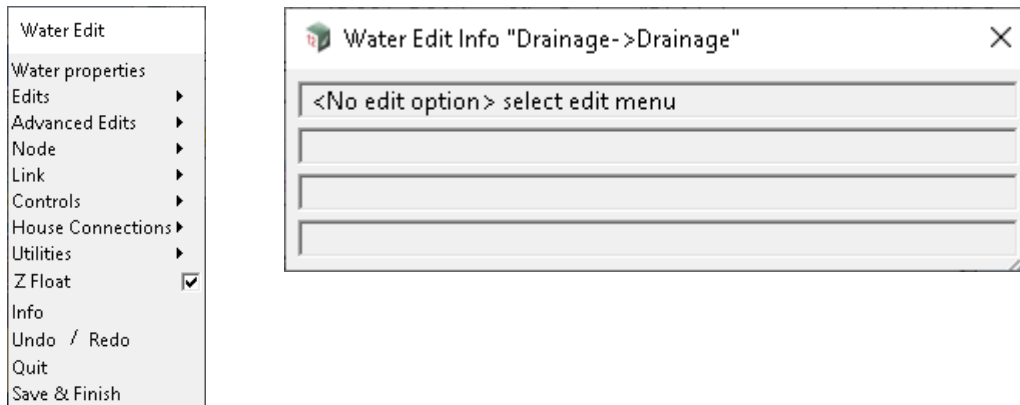 Water Edit
Water properties
Edits
Advanced Edits
Node
Link
Controls
House Connections
Utilities
Z Float
Info
Undo / Redo
Quit
Save & Finish
Water Edit Info "Drainage->Drainage"
<No edit option> select edit menu